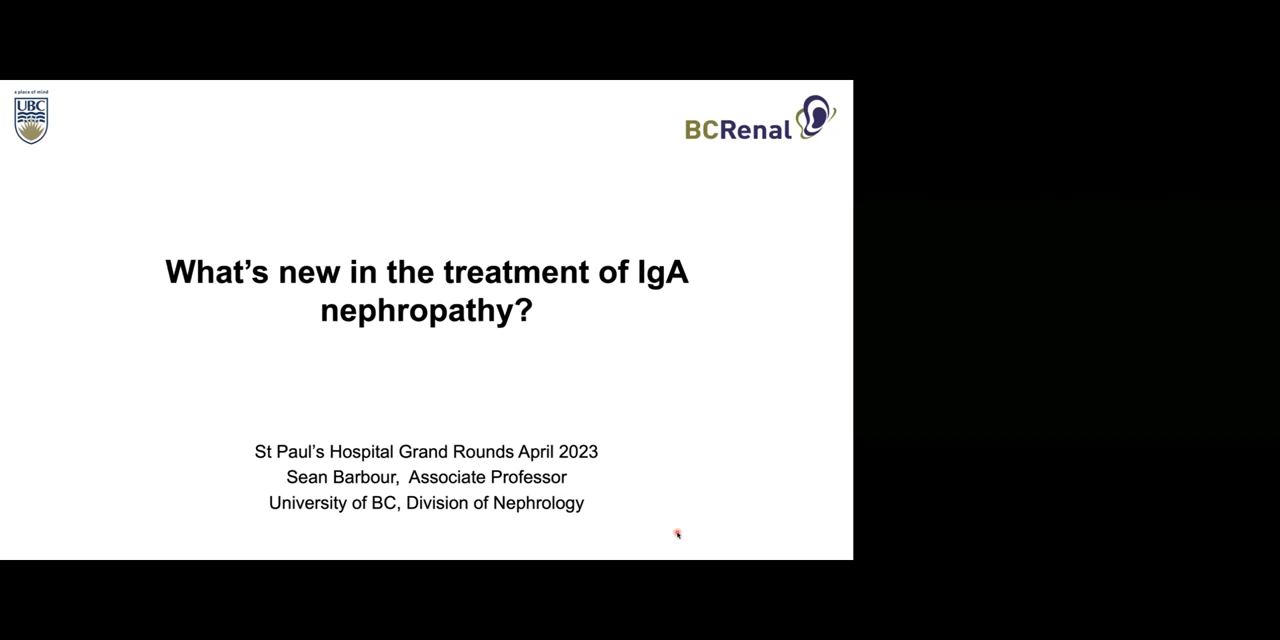 a place of mind
UBC
BCRenal
What's new in the treatment of IgA
nephropathy?
St Paul's Hospital Grand Rounds April 2023
Sean Barbour,  Associate Professor
University of BC, Division of Nephrology